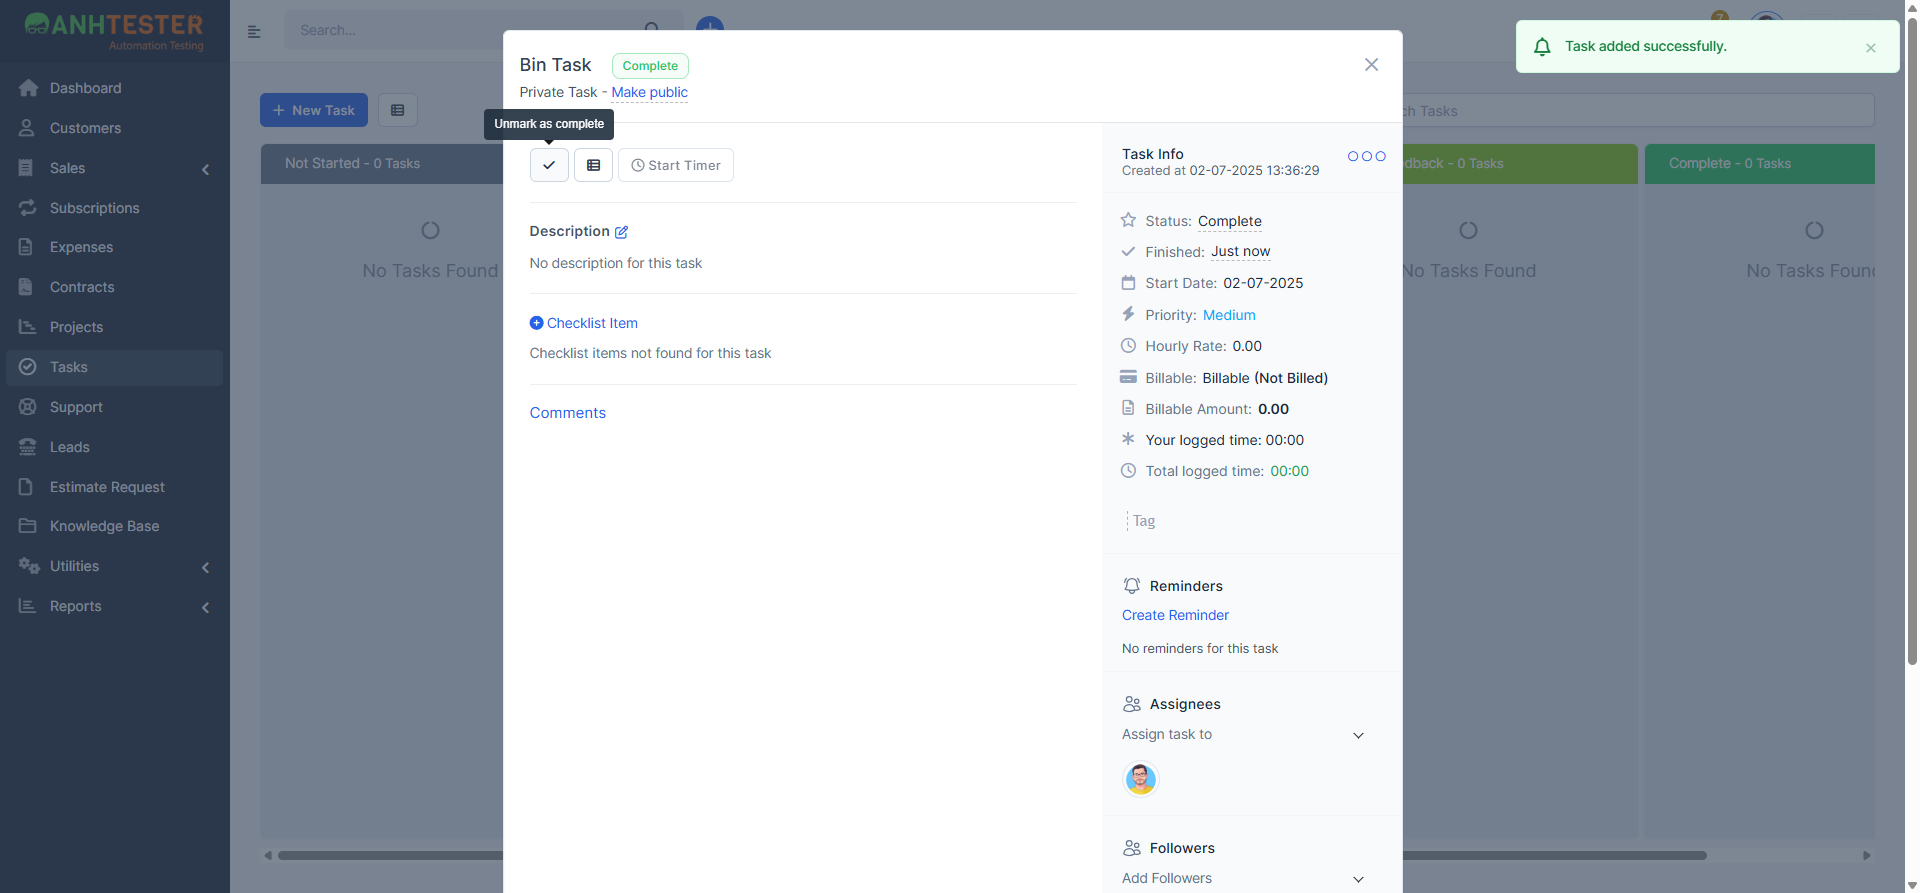 ANHTESTER
Automation Testing
Dashboard
Customers
Sales
Subscriptions
Expenses
Contracts
Projects
Tasks
Support
Leads
Estimate Request
Knowledge Base
Utilities
Reports
Search...
7
New Task
Not Started - 0 Tasks
No Tasks Found
Bin Task
Complete
Private Task - Make public
Unmark as complete
Start Timer
Description
No description for this task
Checklist Item
Checklist items not found for this task
Comments
Task Info
Created at 02-07-2025 13:36:29
Status: Complete
Finished: Just now
Start Date: 02-07-2025
Priority: Medium
Hourly Rate: 0.00
Billable: Billable (Not Billed)
Billable Amount: 0.00
Your logged time: 00:00
Total logged time: 00:00
Tag
Reminders
Create Reminder
No reminders for this task
Assignees
Assign task to
Followers
Add Followers
Task added successfully.
ch Tasks
dback - 0 Tasks
No Tasks Found
Complete - 0 Tasks
No Tasks Foun